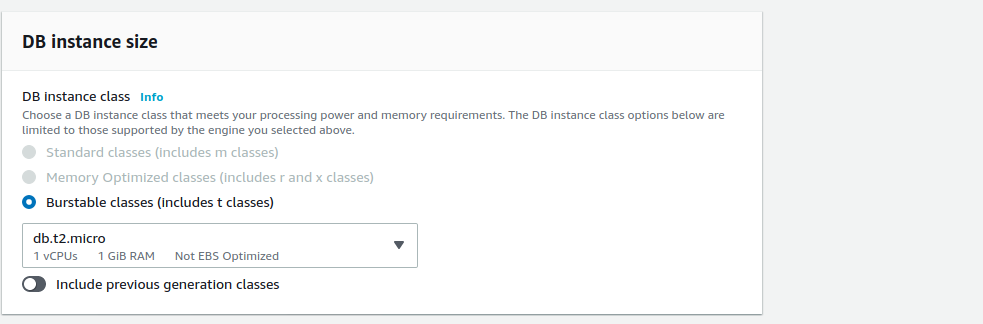 DB instance size
DB instance class Info
Choose a DB instance class that meets your processing power and memory requirements. The DB instance class options below are
limited to those supported by the engine you selected above.
Standard classes (includes m classes)
Memory Optimized classes (includes r and x classes)
Burstable classes (includes t classes)
db.t2.micro
1 vCPUs 1 GiB RAM Not EBS Optimized
Include previous generation classes